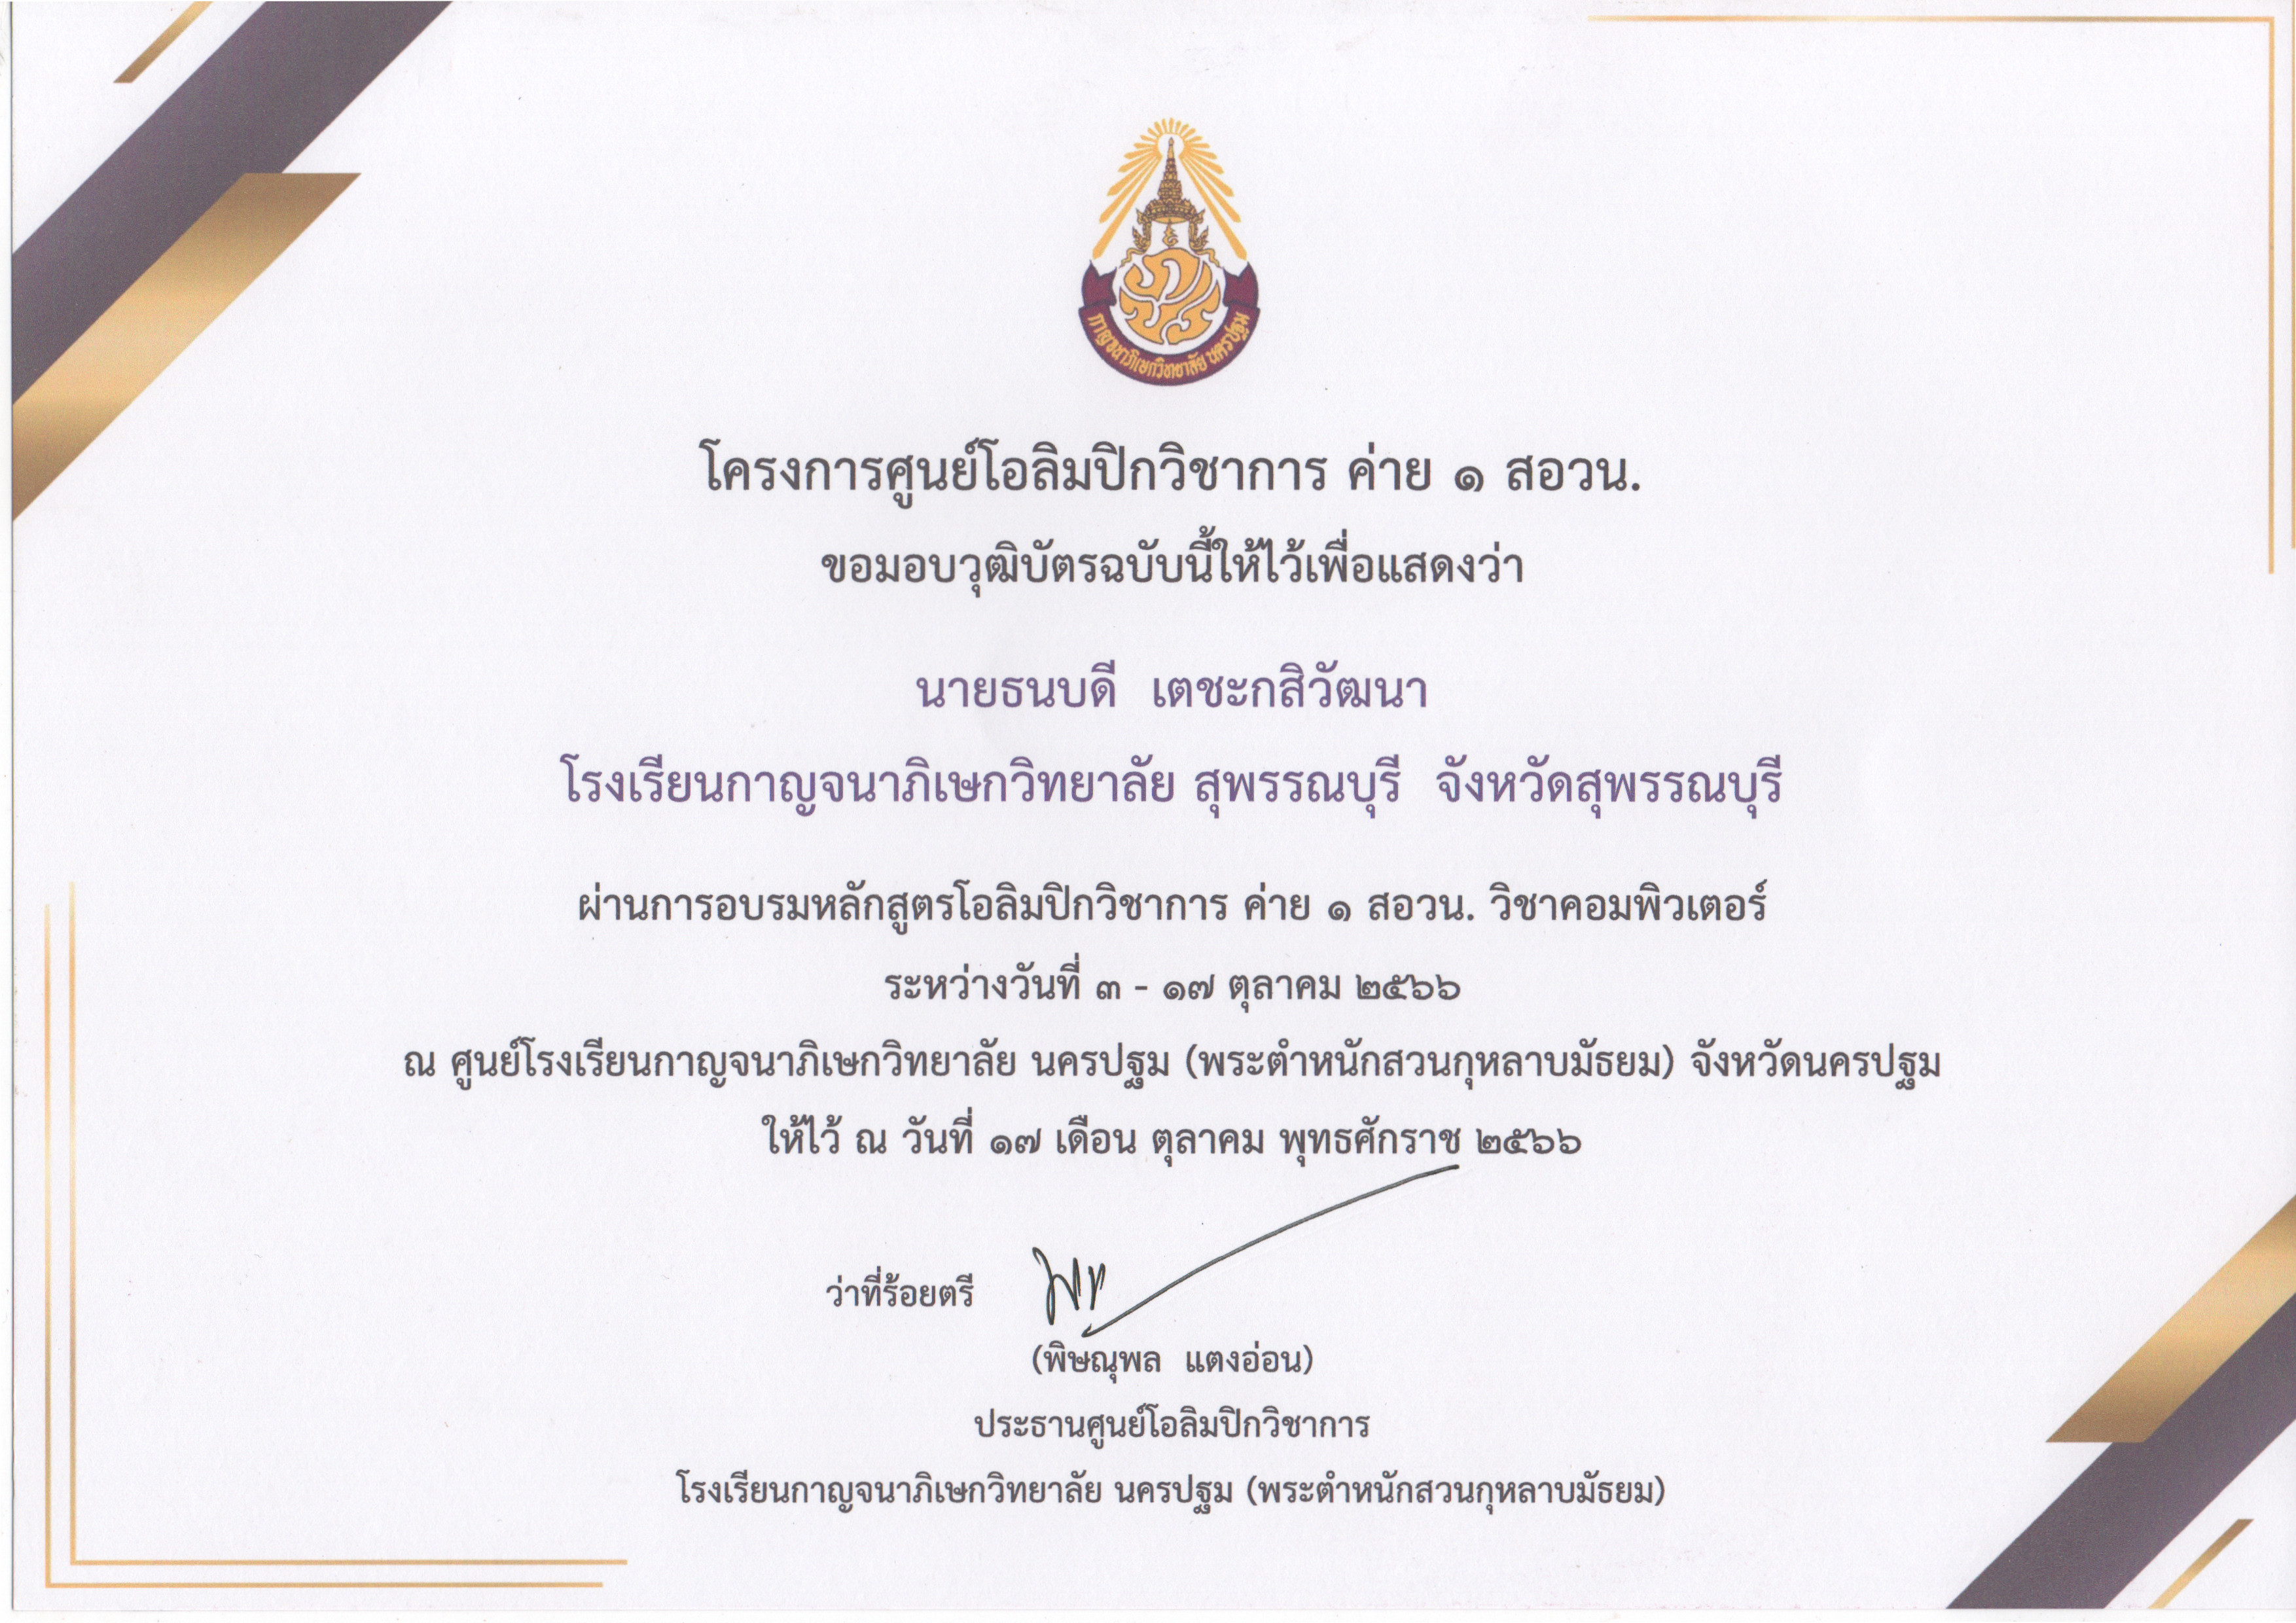 กาญจนาภิเษกวิทยาลัย นครปฐม
โครงการศูนย์โอลิมปิกวิชาการ ค่าย ๑ สอวน.
ขอมอบวุฒิบัตรฉบับนี้ให้ไว้เพื่อแสดงว่า
นายธนบดี เตชะกสิวัฒนา
โรงเรียนกาญจนาภิเษกวิทยาลัย สุพรรณบุรี จังหวัดสุพรรณบุรี
ผ่านการอบรมหลักสูตรโอลิมปิกวิชาการ ค่าย ๑ สอวน. วิชาคอมพิวเตอร์
ระหว่างวันที่ ๓ - ๑๗ ตุลาคม ๒๕๖๖
ณ ศูนย์โรงเรียนกาญจนาภิเษกวิทยาลัย นครปฐม (พระตำหนักสวนกุหลาบมัธยม) จังหวัดนครปฐม
ให้ไว้ ณ วันที่ ๑๗ เดือน ตุลาคม พุทธศักราช ๒๕๖๖
ว่าที่ร้อยตรี
(พิษณุพล แตงอ่อน)
ประธานศูนย์โอลิมปิกวิชาการ
โรงเรียนกาญจนาภิเษกวิทยาลัย นครปฐม (พระตำหนักสวนกุหลาบมัธยม)